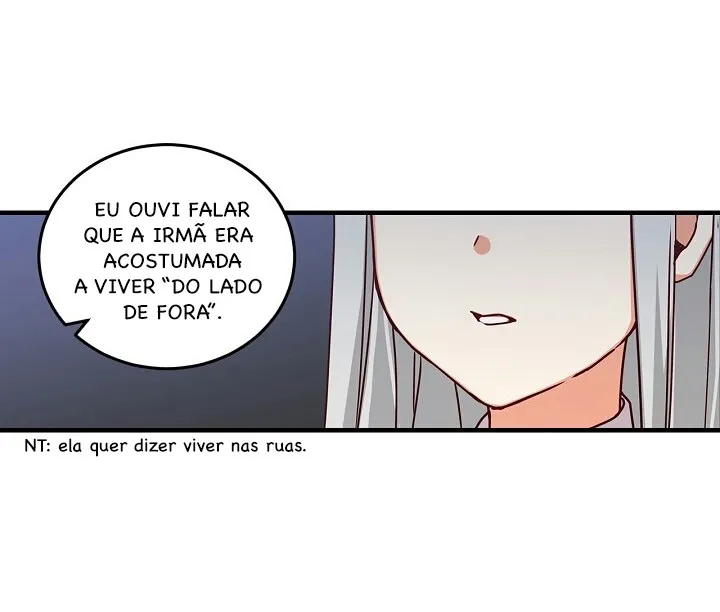 EU OUVI FALAR
QUE A IRMÃ ERA
ACOSTUMADA
A VIVER “DO LADO
DE FORA”.
NT: ela quer dizer viver nas ruas.